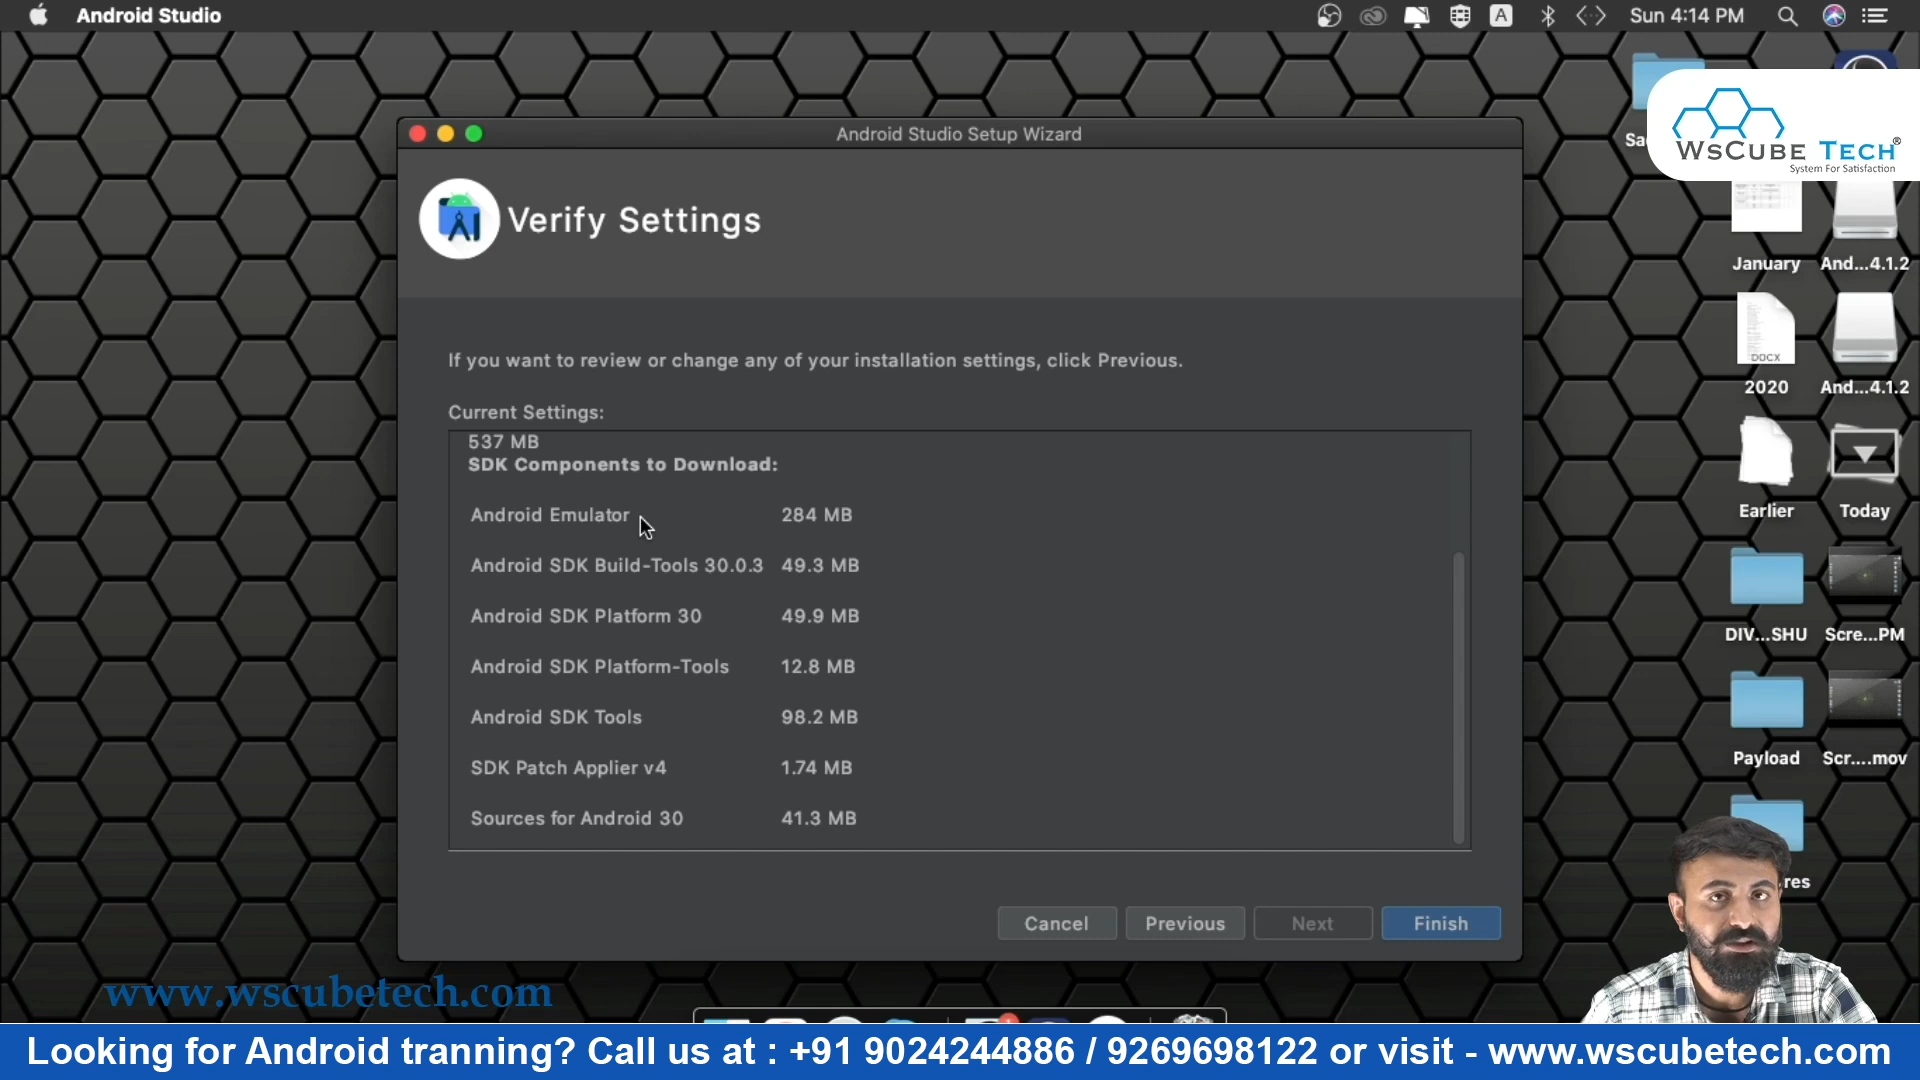 Android Studio
A
Sun 4:14 PM
WsCube Tech®
System For Satisfaction
Android Studio Setup Wizard
Verify Settings
January
And...4.1.2
If you want to review or change any of your installation settings, click Previous.
DOCX
2020
And...4.1.2
Current Settings:
537 MB
SDK Components to Download:
Android Emulator 284 MB
Earlier
Today
Android SDK Build-Tools 30.0.3 49.3 MB
Android SDK Platform 30 49.9 MB
DIV...SHU
Scre...PM
Android SDK Platform-Tools 12.8 MB
Android SDK Tools 98.2 MB
SDK Patch Applier v4 1.74 MB
Payload
Scr....mov
Sources for Android 30 41.3 MB
Cancel
Previous
Next
Finish
www.wscubetech.com
Looking for Android tranning? Call us at : +91 9024244886 / 9269698122 or visit - www.wscubetech.com